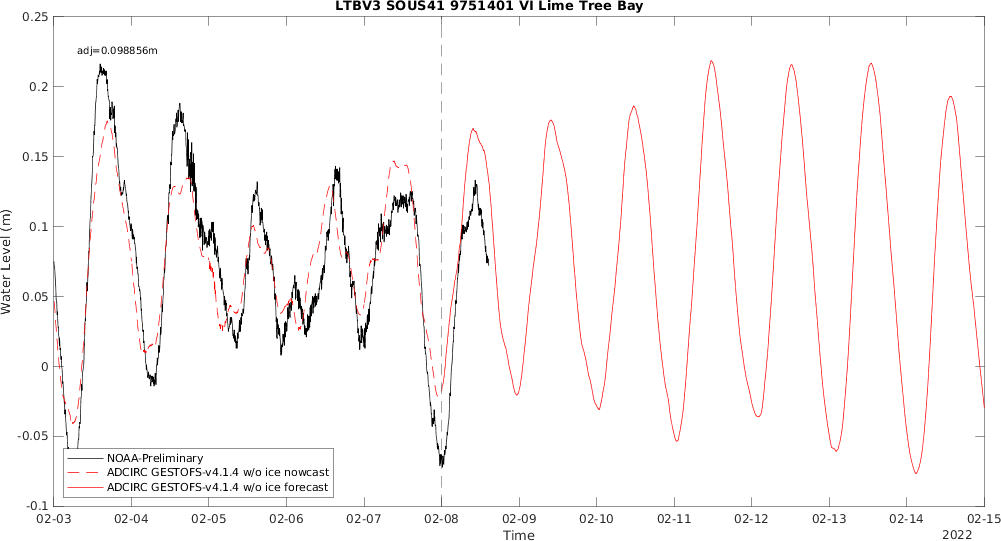 LTBV3 SOUS41 9751401 VI Lime Tree Bay
adj=0.098856m
0.25
0.2
0.15
0.1
0.05
0
-0.05
-0.1
Water Level (m)
NOAA-Preliminary
ADCIRC GESTOFS-v4.1.4 w/o ice nowcast
ADCIRC GESTOFS-v4.1.4 w/o ice forecast
02-03 02-04 02-05 02-06 02-07 02-08 02-09 02-10 02-11 02-12 02-13 02-14 02-15
Time
2022